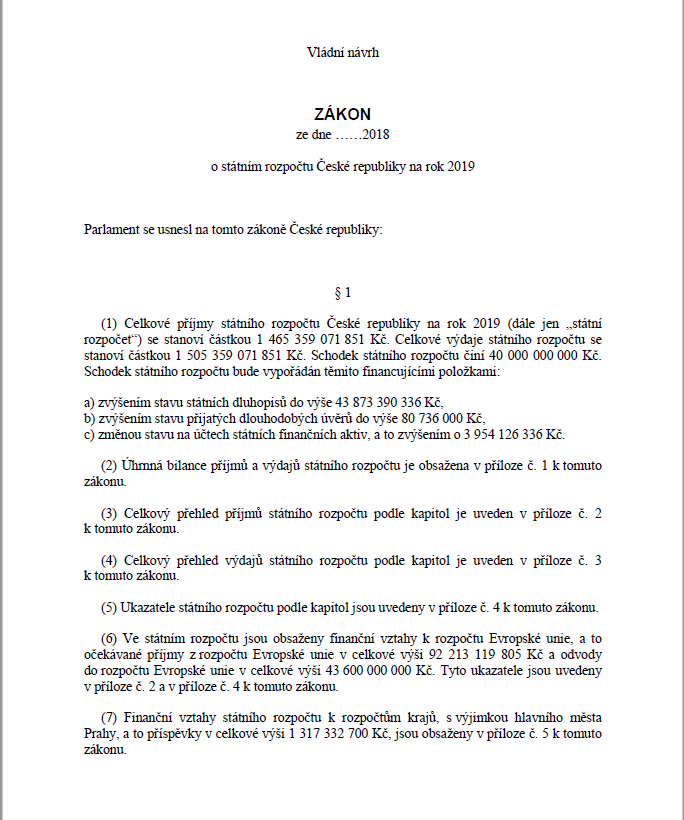 Vládní návrh
ZÁKON
ze dne ……2018
o státním rozpočtu České republiky na rok 2019
Parlament se usnesl na tomto zákoně České republiky:
§ 1
(1) Celkové příjmy státního rozpočtu České republiky na rok 2019 (dále jen „státní
rozpočet“) se stanoví částkou 1 465 359 071 851 Kč. Celkové výdaje státního rozpočtu se
stanoví částkou 1 505 359 071 851 Kč. Schodek státního rozpočtu činí 40 000 000 000 Kč.
Schodek státního rozpočtu bude vypořádán těmito financujícími položkami:
a) zvýšením stavu státních dluhopisů do výše 43 873 390 336 Kč,
b) zvýšením stavu přijatých dlouhodobých úvěrů do výše 80 736 000 Kč,
c) změnou stavu na účtech státních finančních aktiv, a to zvýšením o 3 954 126 336 Kč.
(2) Úhrnná bilance příjmů a výdajů státního rozpočtu je obsažena v příloze č. 1 k tomuto
zákonu.
(3) Celkový přehled příjmů státního rozpočtu podle kapitol je uveden v příloze č. 2
k tomuto zákonu.
(4) Celkový přehled výdajů státního rozpočtu podle kapitol je uveden v příloze č. 3
k tomuto zákonu.
(5) Ukazatele státního rozpočtu podle kapitol jsou uvedeny v příloze č. 4 k tomuto zákonu.
(6) Ve státním rozpočtu jsou obsaženy finanční vztahy k rozpočtu Evropské unie, a to
očekávané příjmy z rozpočtu Evropské unie v celkové výši 92 213 119 805 Kč a odvody
do rozpočtu Evropské unie v celkové výši 43 600 000 000 Kč. Tyto ukazatele jsou uvedeny
v příloze č. 2 a v příloze č. 4 k tomuto zákonu.
(7) Finanční vztahy státního rozpočtu k rozpočtům krajů, s výjimkou hlavního města
Prahy, a to příspěvky v celkové výši 1 317 332 700 Kč, jsou obsaženy v příloze č. 5 k tomuto
zákonu.